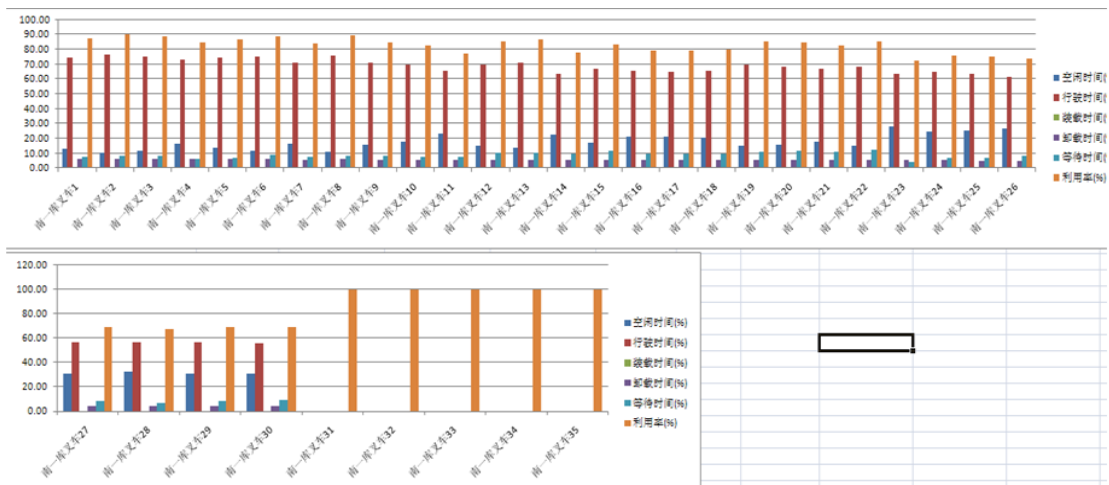 100.00
90.00
80.00
70.00
60.00
50.00
40.00
30.00
20.00
10.00
0.00
南一库叉车1
南一库叉车2
南一库叉车3
南一库叉车4
南一库叉车5
南一库叉车6
南一库叉车7
南一库叉车8
南一库叉车9
南一库叉车10
南一库叉车11
南一库叉车12
南一库叉车13
南一库叉车14
南一库叉车15
南一库叉车16
南一库叉车17
南一库叉车18
南一库叉车19
南一库叉车20
南一库叉车21
南一库叉车22
南一库叉车23
南一库叉车24
南一库叉车25
南一库叉车26
空闲时间(
行驶时间(
装载时间(
卸载时间(
等待时间(
利用率(%)
120.00
100.00
80.00
60.00
40.00
20.00
0.00
南一库叉车27
南一库叉车28
南一库叉车29
南一库叉车30
南一库叉车31
南一库叉车32
南一库叉车33
南一库叉车34
南一库叉车35
空闲时间(%)
行驶时间(%)
装载时间(%)
卸载时间(%)
等待时间(%)
利用率(%)